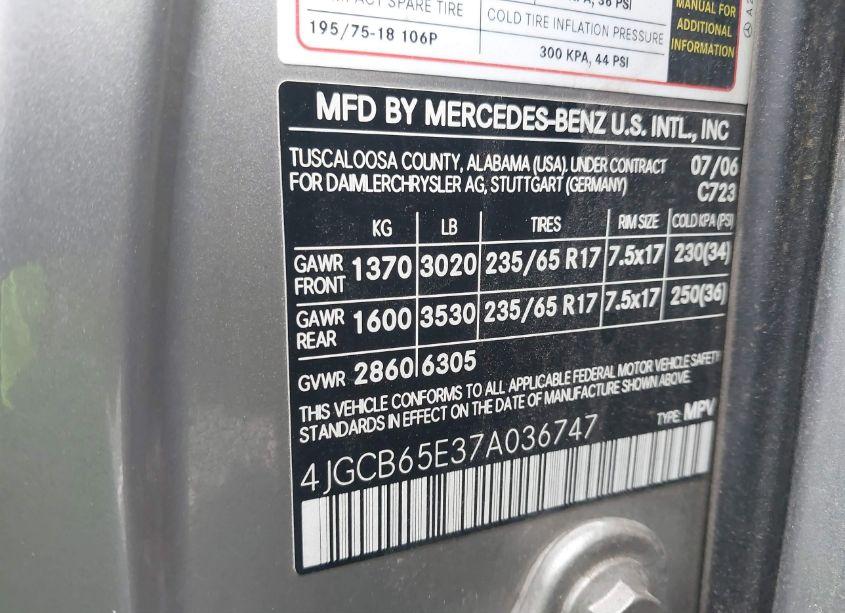 SPARE TIRE
36 PSI
195/75-18 106P
COLD TIRE INFLATION PRESSURE
300 KPA, 44 PSI
MANUAL FOR
ADDITIONAL
INFORMATION
MFD BY MERCEDES-BENZ U.S. INTL., INC
TUSCALOOSA COUNTY, ALABAMA (USA). UNDER CONTRACT 07/06
FOR DAIMLERCHRYSLER AG, STUTTGART (GERMANY) C723
KG LB TIRES RIM SIZE COLD KPA (PSI)
GAWR FRONT 1370 3020 235/65 R17 7.5x17 230(34)
GAWR REAR 1600 3530 235/65 R17 7.5x17 250(36)
GVWR 2860 6305
THIS VEHICLE CONFORMS TO ALL APPLICABLE FEDERAL MOTOR VEHICLE SAFETY
STANDARDS IN EFFECT ON THE DATE OF MANUFACTURE SHOWN ABOVE.
TYPE: MPV
4JGCB65E37A036747